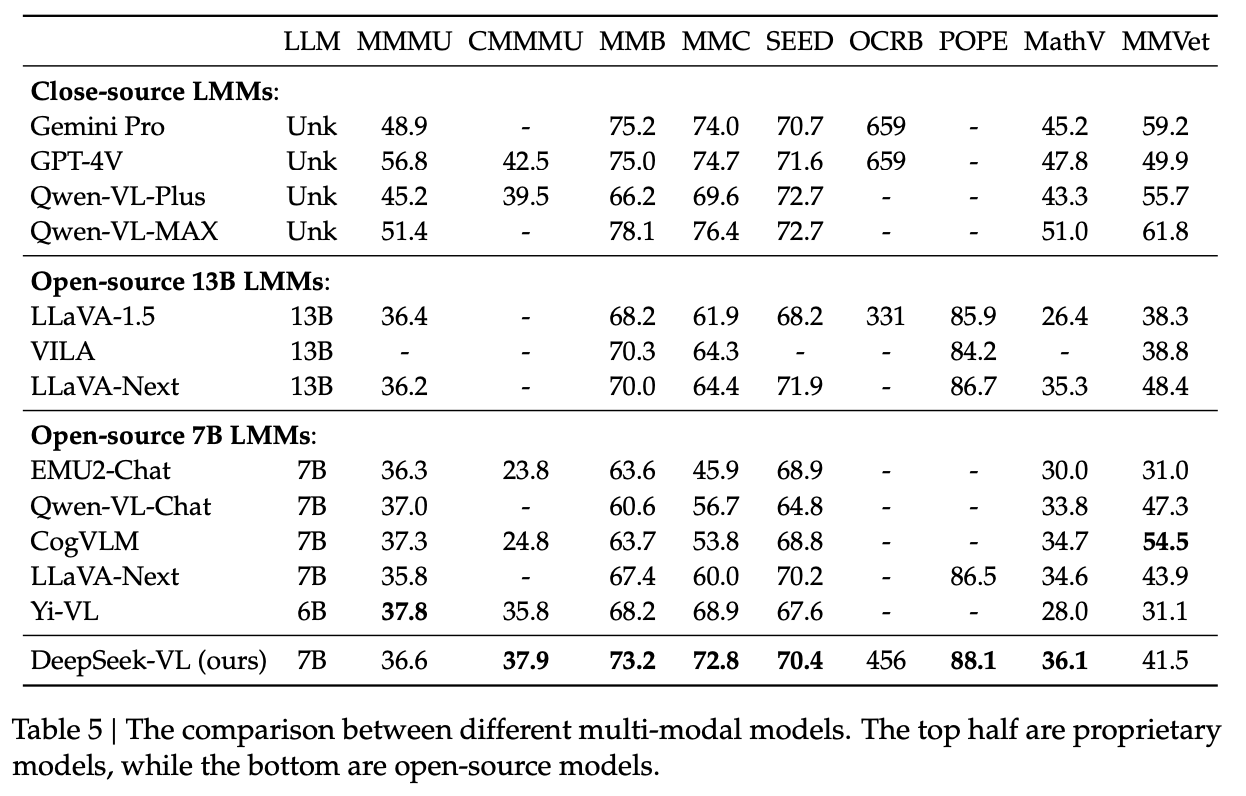 LLM MMMU CMMMU MMB MMC SEED OCRB POPE MathV MMVet
Close-source LMMs:
Gemini Pro Unk 48.9 - 75.2 74.0 70.7 659 - 45.2 59.2
GPT-4V Unk 56.8 42.5 75.0 74.7 71.6 659 - 47.8 49.9
Qwen-VL-Plus Unk 45.2 39.5 66.2 69.6 72.7 - - 43.3 55.7
Qwen-VL-MAX Unk 51.4 - 78.1 76.4 72.7 - - 51.0 61.8
Open-source 13B LMMs:
LLaVA-1.5 13B 36.4 - 68.2 61.9 68.2 331 85.9 26.4 38.3
VILA 13B - - 70.3 64.3 - - 84.2 - 38.8
LLaVA-Next 13B 36.2 - 70.0 64.4 71.9 - 86.7 35.3 48.4
Open-source 7B LMMs:
EMU2-Chat 7B 36.3 23.8 63.6 45.9 68.9 - - 30.0 31.0
Qwen-VL-Chat 7B 37.0 - 60.6 56.7 64.8 - - 33.8 47.3
CogVLM 7B 37.3 24.8 63.7 53.8 68.8 - - 34.7 54.5
LLaVA-Next 7B 35.8 - 67.4 60.0 70.2 - 86.5 34.6 43.9
Yi-VL 6B 37.8 35.8 68.2 68.9 67.6 - - 28.0 31.1
DeepSeek-VL (ours) 7B 36.6 37.9 73.2 72.8 70.4 456 88.1 36.1 41.5
Table 5 | The comparison between different multi-modal models. The top half are proprietary
models, while the bottom are open-source models.